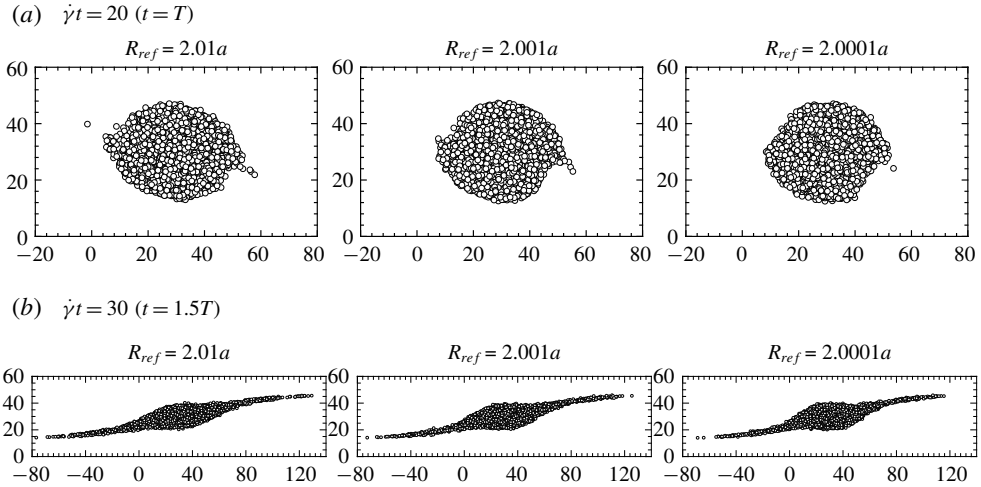 (a) γ̇t = 20 (t = T)
R_ref = 2.01a R_ref = 2.001a R_ref = 2.0001a
60 60 60
40 40 40
20 20 20
0 0 0
−20 0 20 40 60 80 −20 0 20 40 60 80 −20 0 20 40 60 80
(b) γ̇t = 30 (t = 1.5T)
R_ref = 2.01a R_ref = 2.001a R_ref = 2.0001a
60 60 60
40 40 40
20 20 20
0 0 0
−80 −40 0 40 80 120 −80 −40 0 40 80 120 −80 −40 0 40 80 120